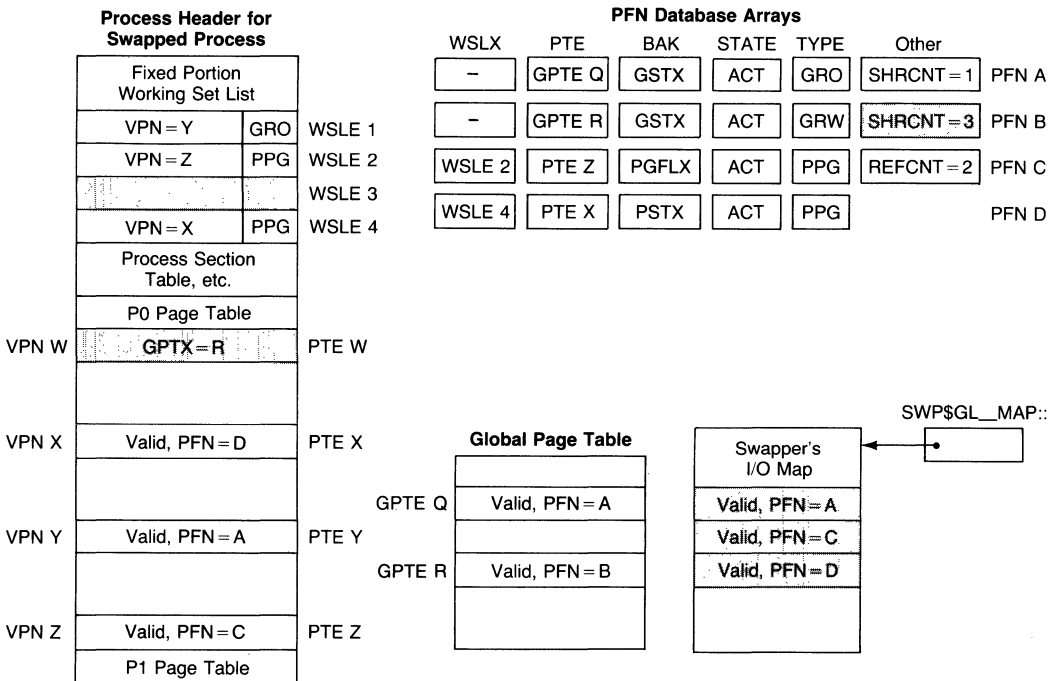 Process Header for
Swapped Process
Fixed Portion
Working Set List
VPN = Y GRO WSLE 1
VPN = Z PPG WSLE 2
WSLE 3
VPN = X PPG WSLE 4
Process Section
Table, etc.
P0 Page Table
VPN W GPTX = R PTE W
VPN X Valid, PFN = D PTE X
VPN Y Valid, PFN = A PTE Y
VPN Z Valid, PFN = C PTE Z
P1 Page Table
PFN Database Arrays
WSLX PTE BAK STATE TYPE Other
– GPTE Q GSTX ACT GRO SHRCNT = 1 PFN A
– GPTE R GSTX ACT GRW SHRCNT = 3 PFN B
WSLE 2 PTE Z PGFLX ACT PPG REFCNT = 2 PFN C
WSLE 4 PTE X PSTX ACT PPG PFN D
Global Page Table
GPTE Q Valid, PFN = A
GPTE R Valid, PFN = B
SWP$GL__MAP::
Swapper's
I/O Map
Valid, PFN = A
Valid, PFN = C
Valid, PFN = D